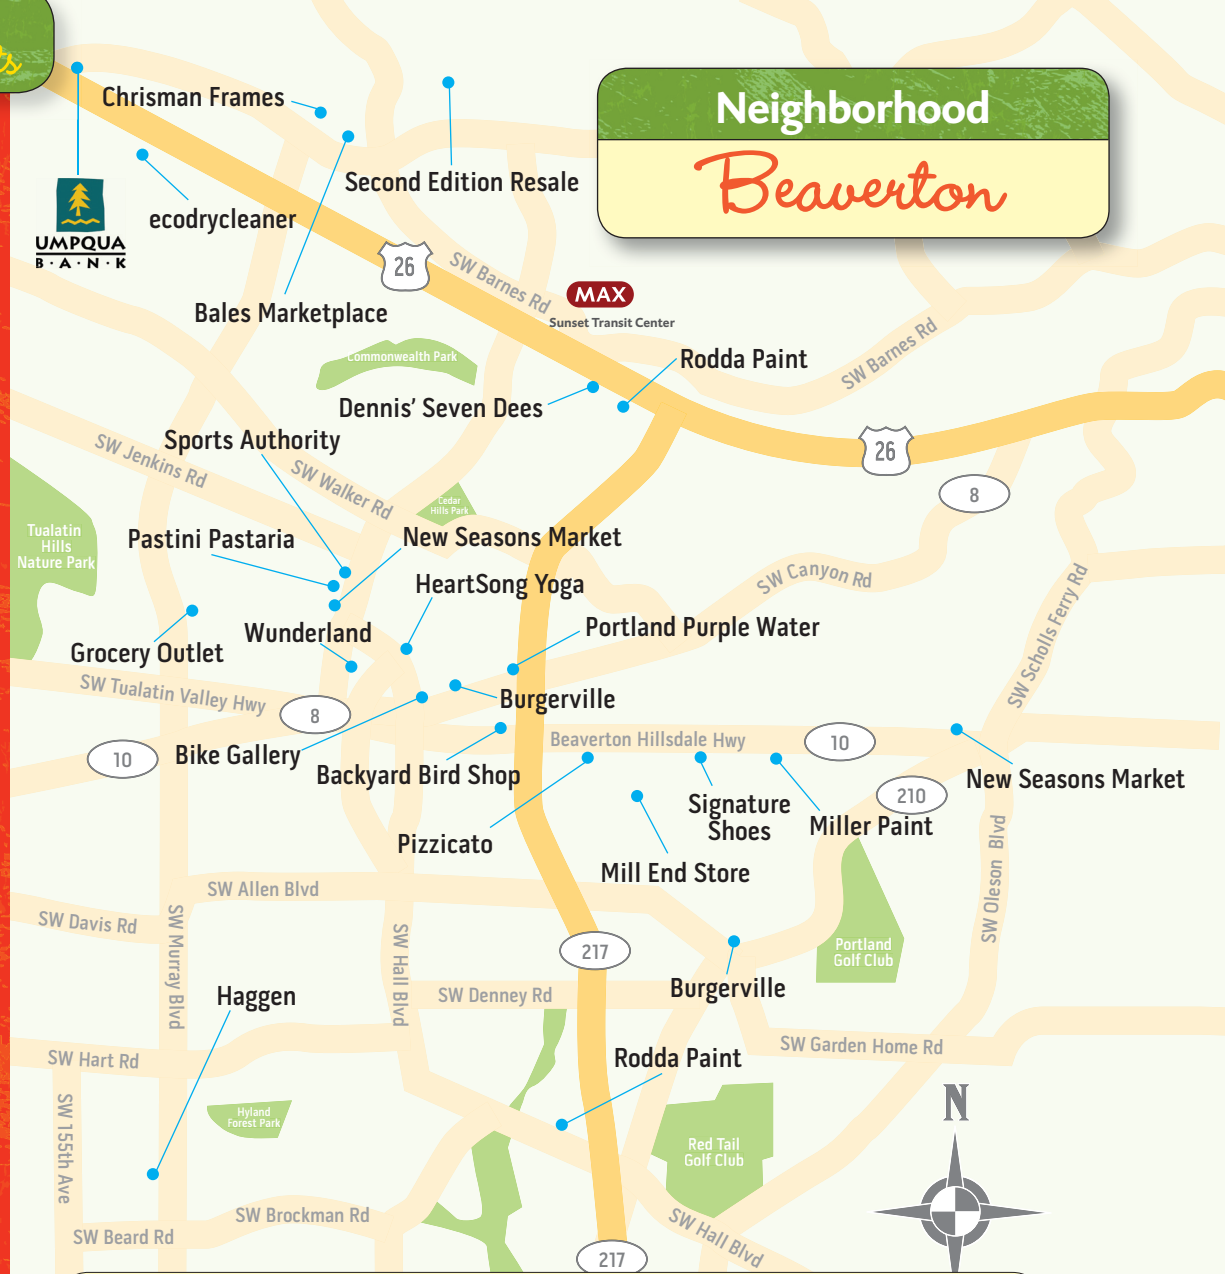 Neighborhood
Beaverton
Chrisman Frames
Second Edition Resale
ecodrycleaner
UMPQUA
B·A·N·K
26
SW Barnes Rd
MAX
Sunset Transit Center
Bales Marketplace
Commonwealth Park
Rodda Paint
SW Barnes Rd
Dennis’ Seven Dees
Sports Authority
26
SW Jenkins Rd
SW Walker Rd
8
Cedar
Hills Park
Tualatin
Hills
Nature Park
Pastini Pastaria
New Seasons Market
HeartSong Yoga
SW Canyon Rd
SW Scholls Ferry Rd
Wunderland
Portland Purple Water
Grocery Outlet
SW Tualatin Valley Hwy
Burgerville
8
10
Bike Gallery
Beaverton Hillsdale Hwy
10
Backyard Bird Shop
New Seasons Market
210
Signature
Shoes
Miller Paint
Pizzicato
Mill End Store
SW Oleson Blvd
SW Allen Blvd
SW Davis Rd
SW Murray Blvd
SW Hall Blvd
217
Portland
Golf Club
Burgerville
Haggen
SW Denney Rd
SW Hart Rd
Rodda Paint
SW Garden Home Rd
SW 155th Ave
Hyland
Forest Park
Red Tail
Golf Club
N
SW Brockman Rd
SW Beard Rd
SW Hall Blvd
217